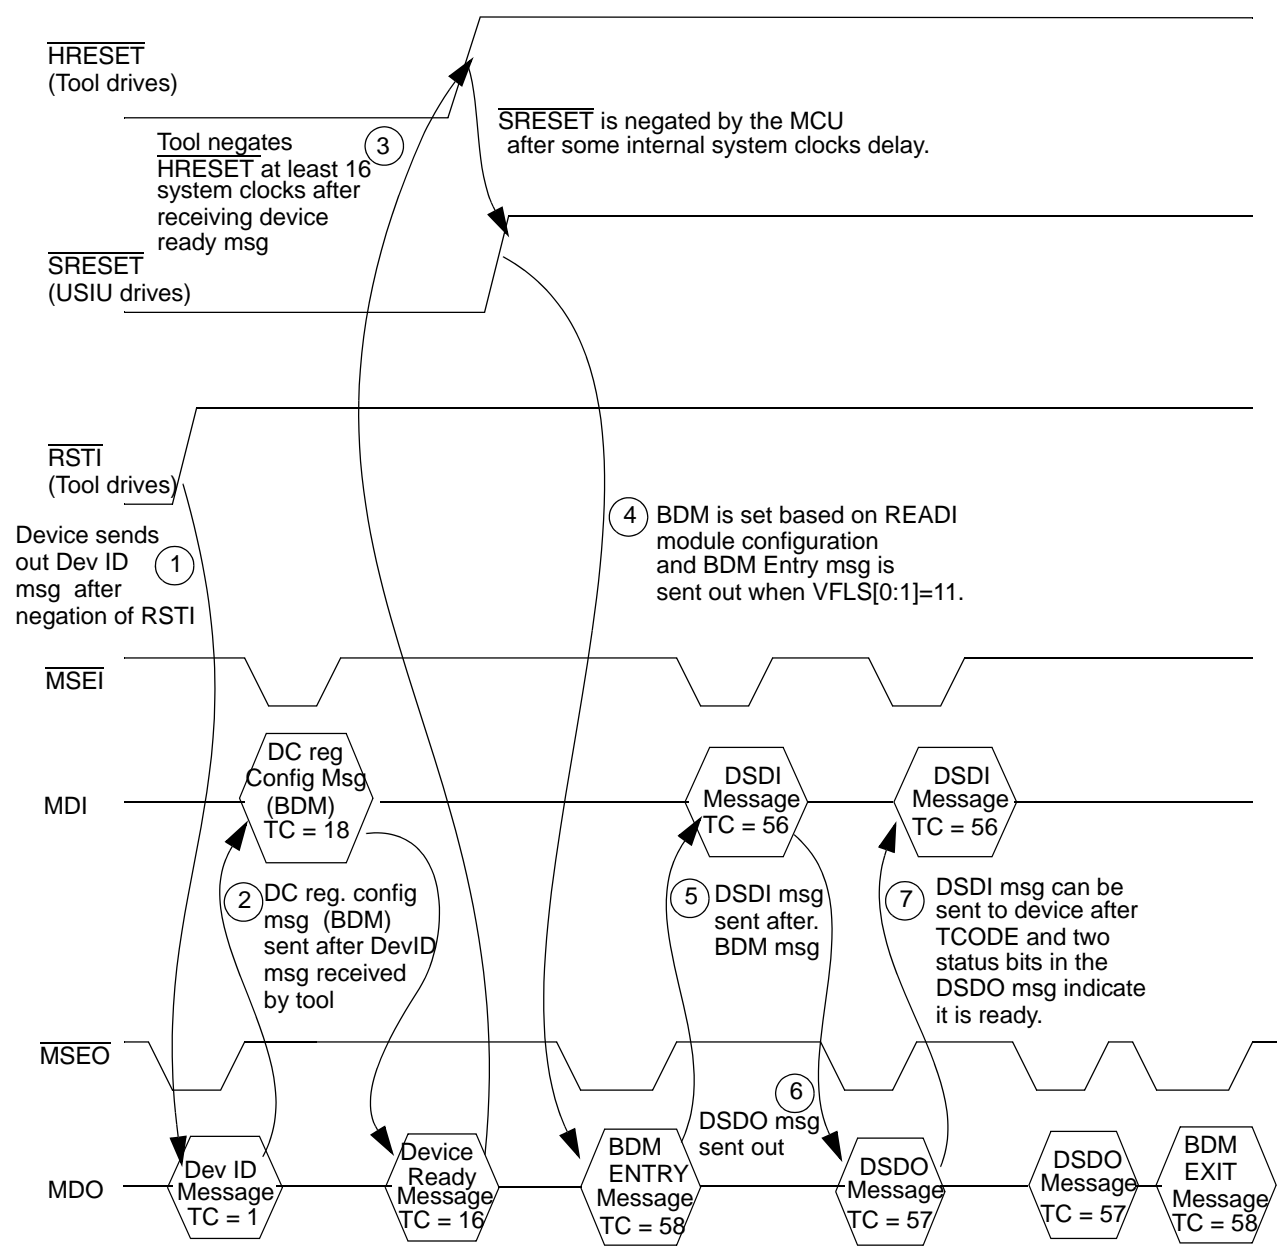 HRESET
(Tool drives)
SRESET is negated by the MCU
after some internal system clocks delay.
Tool negates
HRESET at least 16
system clocks after
receiving device
ready msg
3
SRESET
(USIU drives)
RSTI
(Tool drives)
Device sends
out Dev ID
msg after
negation of RSTI
1
4
BDM is set based on READI
module configuration
and BDM Entry msg is
sent out when VFLS[0:1]=11.
MSEI
MDI
DC reg
Config Msg
(BDM)
TC = 18
DSDI
Message
TC = 56
DSDI
Message
TC = 56
2
DC reg. config
msg (BDM)
sent after DevID
msg received
by tool
5
DSDI msg
sent after.
BDM msg
7
DSDI msg can be
sent to device after
TCODE and two
status bits in the
DSDO msg indicate
it is ready.
MSEO
6
DSDO msg
sent out
MDO
Dev ID
Message
TC = 1
Device
Ready
Message
TC = 16
BDM
ENTRY
Message
TC = 58
DSDO
Message
TC = 57
DSDO
Message
TC = 57
BDM
EXIT
Message
TC = 58